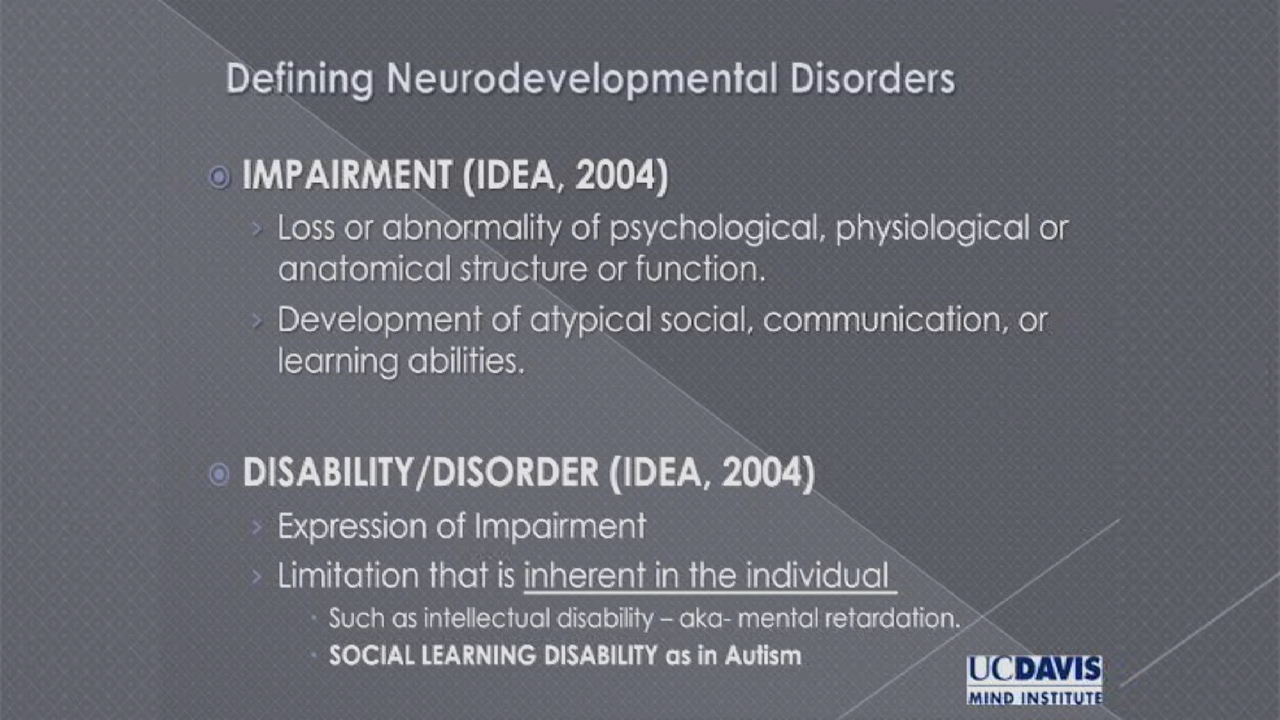 Defining Neurodevelopmental Disorders
IMPAIRMENT (IDEA, 2004)
Loss or abnormality of psychological, physiological or
anatomical structure or function.
Development of atypical social, communication, or
learning abilities.
DISABILITY/DISORDER (IDEA, 2004)
Expression of Impairment
Limitation that is inherent in the individual
Such as intellectual disability – aka- mental retardation.
SOCIAL LEARNING DISABILITY as in Autism
UCDAVIS
MIND INSTITUTE